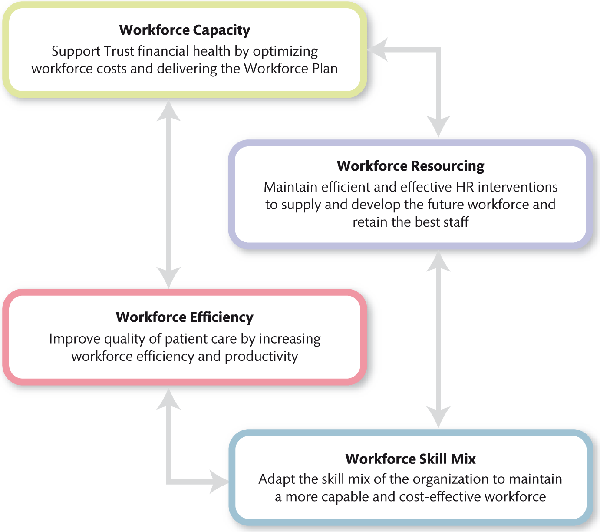 Workforce Capacity
Support Trust financial health by optimizing
workforce costs and delivering the Workforce Plan
Workforce Resourcing
Maintain efficient and effective HR interventions
to supply and develop the future workforce and
retain the best staff
Workforce Efficiency
Improve quality of patient care by increasing
workforce efficiency and productivity
Workforce Skill Mix
Adapt the skill mix of the organization to maintain
a more capable and cost-effective workforce